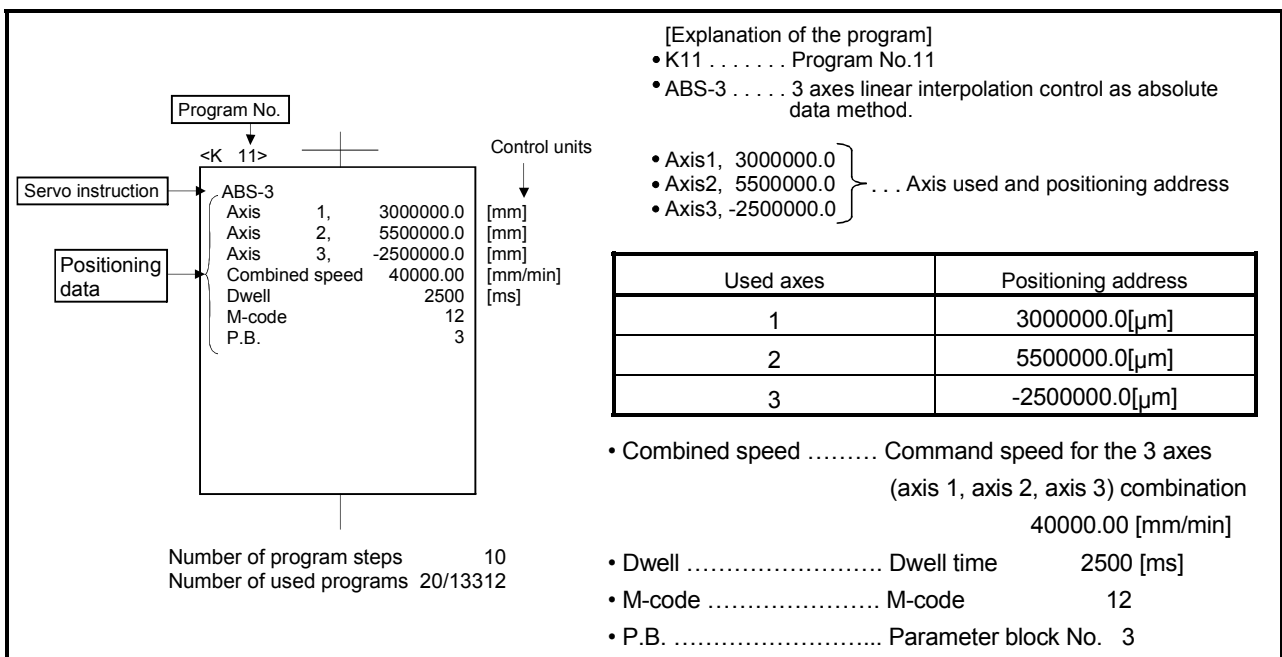 Program No.
<K 11>
Control units
Servo instruction
ABS-3
Axis 1, 3000000.0 [mm]
Axis 2, 5500000.0 [mm]
Axis 3, -2500000.0 [mm]
Combined speed 40000.00 [mm/min]
Dwell 2500 [ms]
M-code 12
P.B. 3
Positioning
data
Number of program steps 10
Number of used programs 20/13312
[Explanation of the program]
• K11 . . . . . . . Program No.11
• ABS-3 . . . . . 3 axes linear interpolation control as absolute
data method.
• Axis1, 3000000.0
• Axis2, 5500000.0
• Axis3, -2500000.0
. . . Axis used and positioning address
Used axes Positioning address
1 3000000.0[µm]
2 5500000.0[µm]
3 -2500000.0[µm]
• Combined speed ……… Command speed for the 3 axes
(axis 1, axis 2, axis 3) combination
40000.00 [mm/min]
• Dwell ……………………. Dwell time 2500 [ms]
• M-code …………………. M-code 12
• P.B. ……………………... Parameter block No. 3